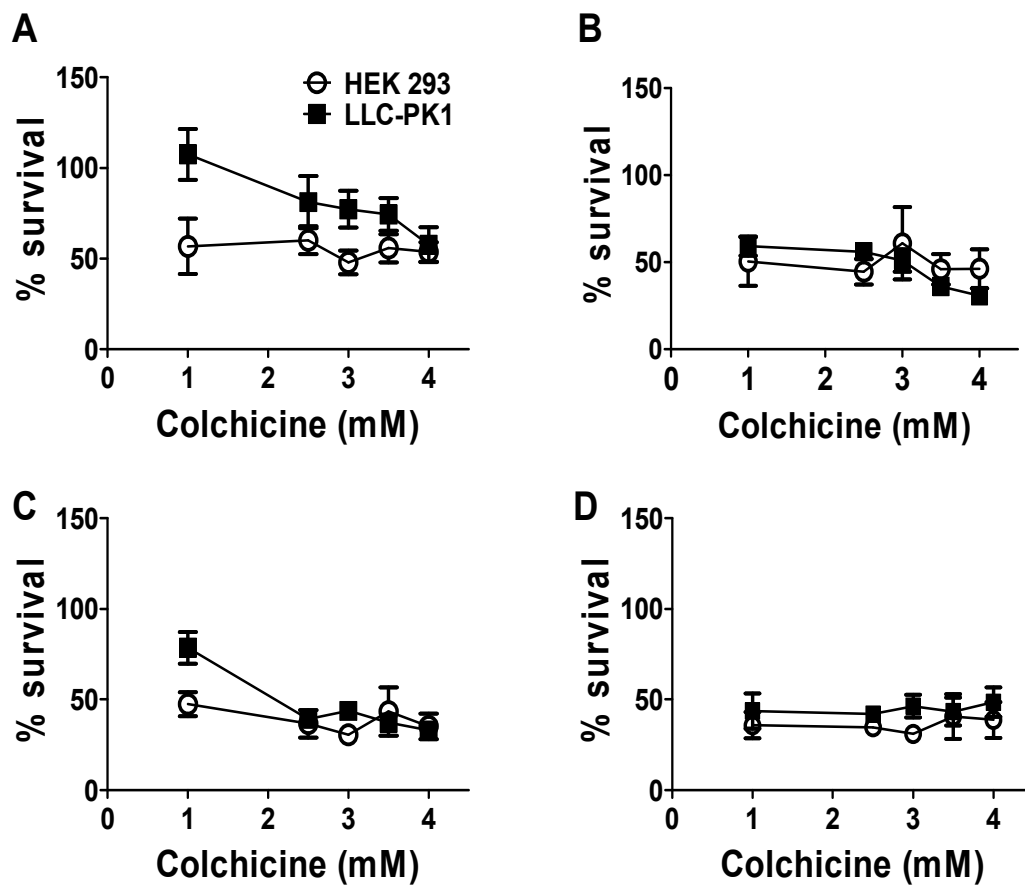 A
150
100
50
0
% survival
HEK 293
LLC-PK1
0 1 2 3 4
Colchicine (mM)
B
150
100
50
0
% survival
0 1 2 3 4
Colchicine (mM)
C
150
100
50
0
% survival
0 1 2 3 4
Colchicine (mM)
D
150
100
50
0
% survival
0 1 2 3 4
Colchicine (mM)